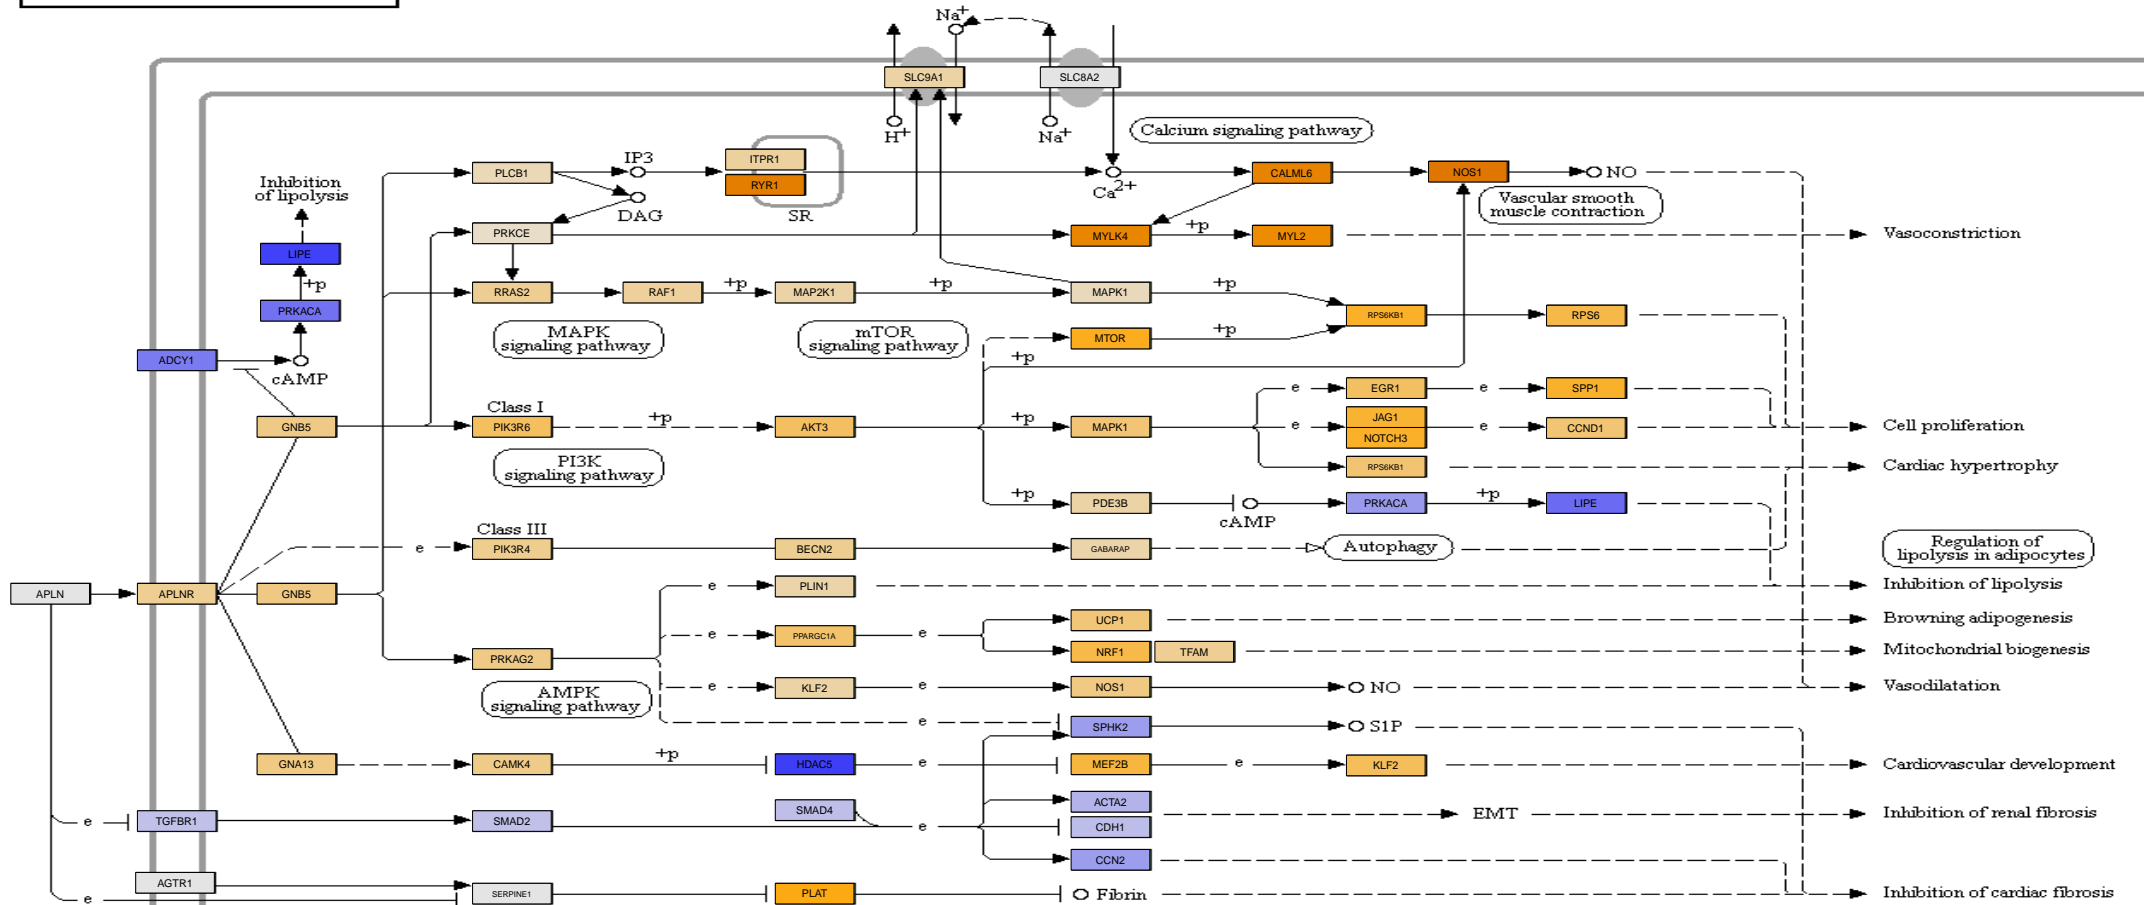 Na+
SLC9A1
SLC8A2
H+
Na+
Calcium signaling pathway
IP3
ITPR1
PLCB1
RYR1
Ca2+
CALML6
NOS1
NO
Inhibition
of lipolysis
DAG
SR
Vascular smooth
muscle contraction
PRKCE
MYLK4
+p
MYL2
Vasoconstriction
LIPE
+p
RRAS2
RAF1
+p
MAP2K1
+p
MAPK1
+p
PRKACA
RPS6KB1
RPS6
MAPK
signaling pathway
mTOR
signaling pathway
MTOR
+p
ADCY1
cAMP
+p
EGR1
e
e
SPP1
Class I
GNB5
PIK3R6
+p
AKT3
+p
MAPK1
e
JAG1
NOTCH3
e
CCND1
Cell proliferation
PI3K
signaling pathway
RPS6KB1
Cardiac hypertrophy
+p
PDE3B
cAMP
PRKACA
+p
LIPE
Class III
e
PIK3R4
BECN2
GABARAP
Autophagy
Regulation of
lipolysis in adipocytes
APLN
APLNR
GNB5
e
PLIN1
Inhibition of lipolysis
UCP1
Browning adipogenesis
e
PPARGC1A
e
NRF1
TFAM
Mitochondrial biogenesis
PRKAG2
AMPK
signaling pathway
e
KLF2
e
NOS1
NO
Vasodilatation
e
SPHK2
S1P
GNA13
CAMK4
+p
HDAC5
e
MEF2B
e
KLF2
Cardiovascular development
e
TGFBR1
SMAD2
SMAD4
e
ACTA2
CDH1
EMT
Inhibition of renal fibrosis
CCN2
AGTR1
e
SERPINE1
PLAT
Fibrin
Inhibition of cardiac fibrosis